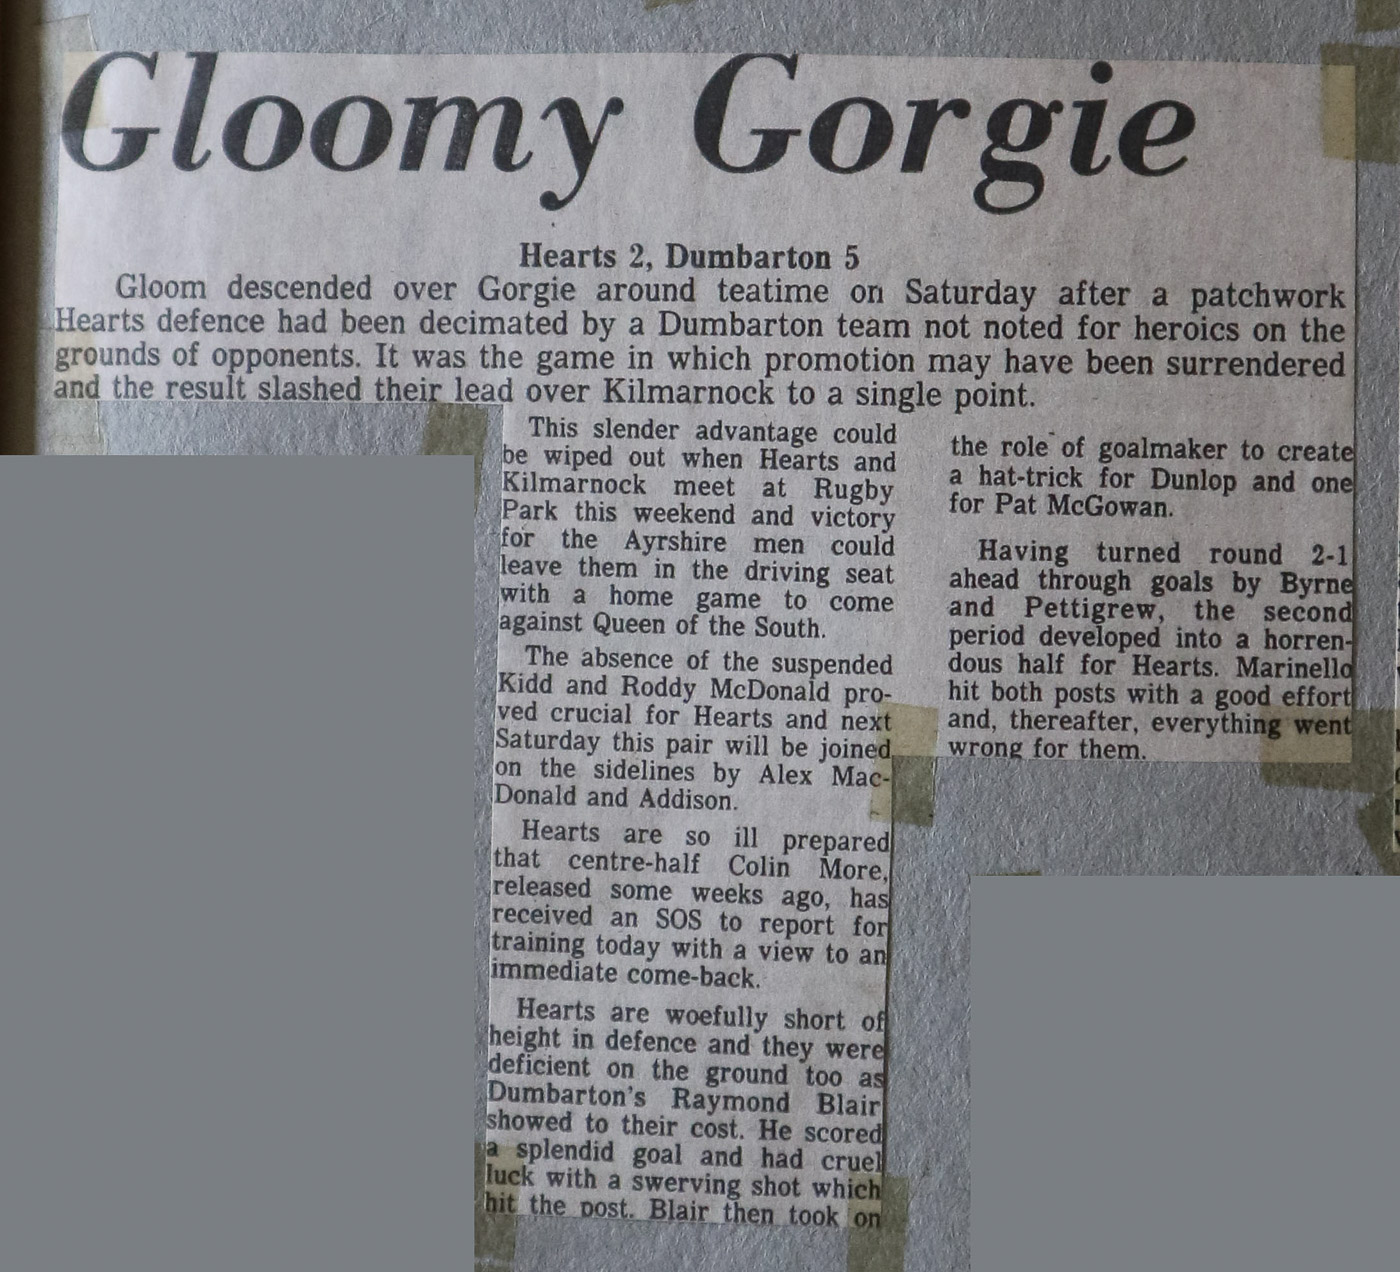 Gloomy Gorgie
Hearts 2, Dumbarton 5
Gloom descended over Gorgie around teatime on Saturday after a patchwork
Hearts defence had been decimated by a Dumbarton team not noted for heroics on the
grounds of opponents. It was the game in which promotion may have been surrendered
and the result slashed their lead over Kilmarnock to a single point.
This slender advantage could
be wiped out when Hearts and
Kilmarnock meet at Rugby
Park this weekend and victory
for the Ayrshire men could
leave them in the driving seat
with a home game to come
against Queen of the South.
The absence of the suspended
Kidd and Roddy McDonald pro-
ved crucial for Hearts and next
Saturday this pair will be joined
on the sidelines by Alex Mac-
Donald and Addison.
Hearts are so ill prepared
that centre-half Colin More,
released some weeks ago, has
received an SOS to report for
training today with a view to an
immediate come-back.
Hearts are woefully short of
height in defence and they were
deficient on the ground too as
Dumbarton's Raymond Blair
showed to their cost. He scored
a splendid goal and had cruel
luck with a swerving shot which
hit the post. Blair then took on
the role of goalmaker to create
a hat-trick for Dunlop and one
for Pat McGowan.
Having turned round 2-1
ahead through goals by Byrne
and Pettigrew, the second
period developed into a horren-
dous half for Hearts. Marinello
hit both posts with a good effort
and, thereafter, everything went
wrong for them.